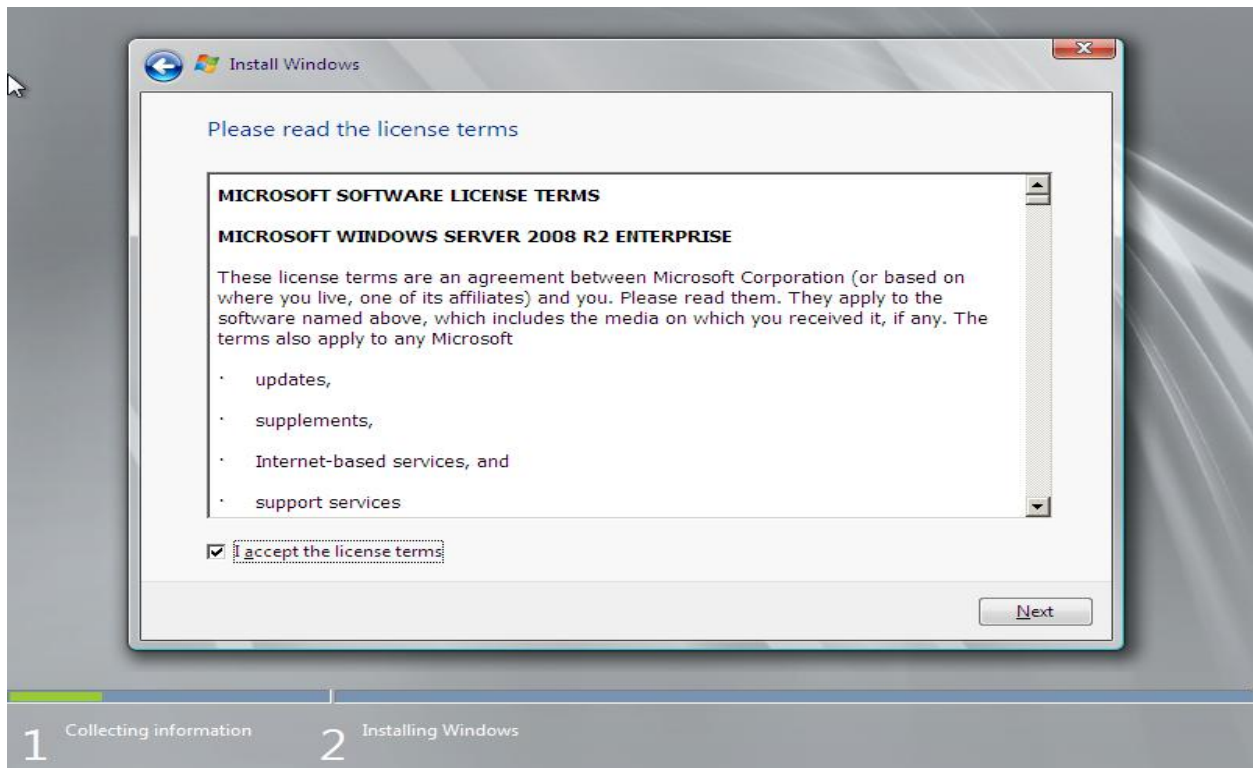 Install Windows
Please read the license terms
MICROSOFT SOFTWARE LICENSE TERMS
MICROSOFT WINDOWS SERVER 2008 R2 ENTERPRISE
These license terms are an agreement between Microsoft Corporation (or based on
where you live, one of its affiliates) and you. Please read them. They apply to the
software named above, which includes the media on which you received it, if any. The
terms also apply to any Microsoft
· updates,
· supplements,
· Internet-based services, and
· support services
I accept the license terms
Next
1 Collecting information 2 Installing Windows